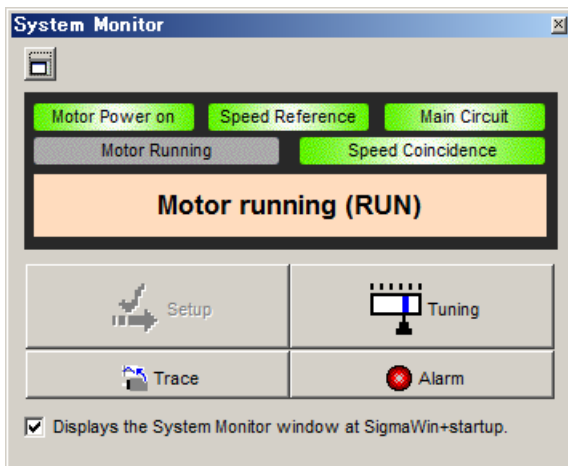 System Monitor
Motor Power on Speed Reference Main Circuit
Motor Running Speed Coincidence
Motor running (RUN)
Setup Tuning
Trace Alarm
Displays the System Monitor window at SigmaWin+startup.